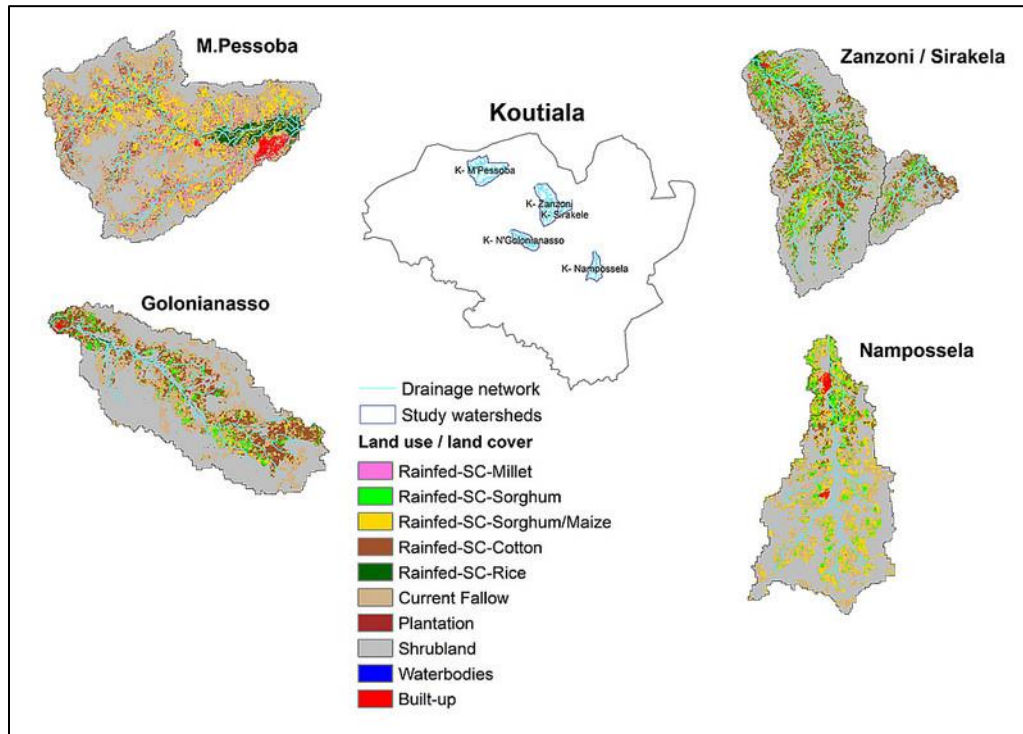 M.Pessoba
Zanzoni / Sirakela
Koutiala
K- M'Pessoba
K- Zanzoni
K- Sirakele
K- N'Golonianasso
K- Nampossela
Golonianasso
Nampossela
Drainage network
Study watersheds
Land use / land cover
Rainfed-SC-Millet
Rainfed-SC-Sorghum
Rainfed-SC-Sorghum/Maize
Rainfed-SC-Cotton
Rainfed-SC-Rice
Current Fallow
Plantation
Shrubland
Waterbodies
Built-up